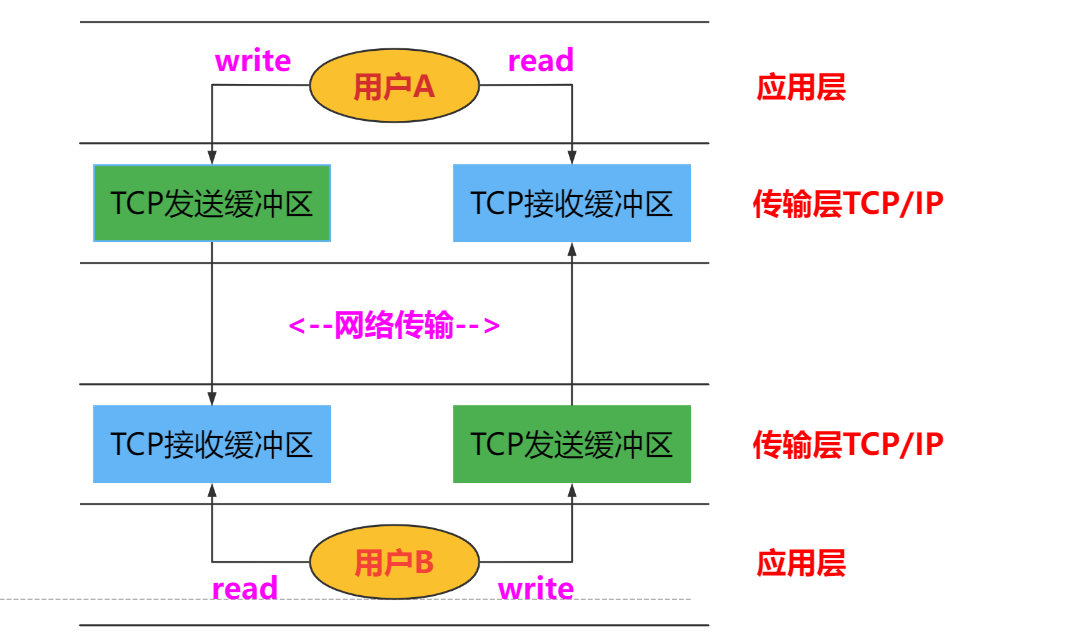 write
read
用户A
应用层
TCP发送缓冲区
TCP接收缓冲区
传输层TCP/IP
<--网络传输-->
TCP接收缓冲区
TCP发送缓冲区
传输层TCP/IP
用户B
应用层
read
write